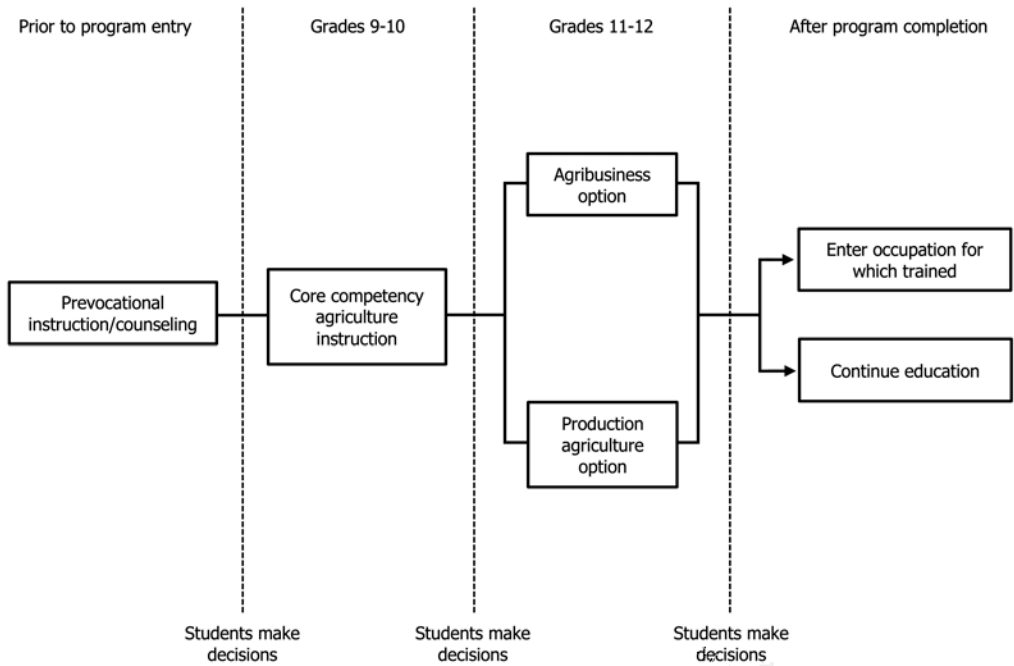 Prior to program entry
Grades 9-10
Grades 11-12
After program completion
Agribusiness
option
Enter occupation for
which trained
Prevocational
instruction/counseling
Core competency
agriculture
instruction
Continue education
Production
agriculture
option
Students make
decisions
Students make
decisions
Students make
decisions